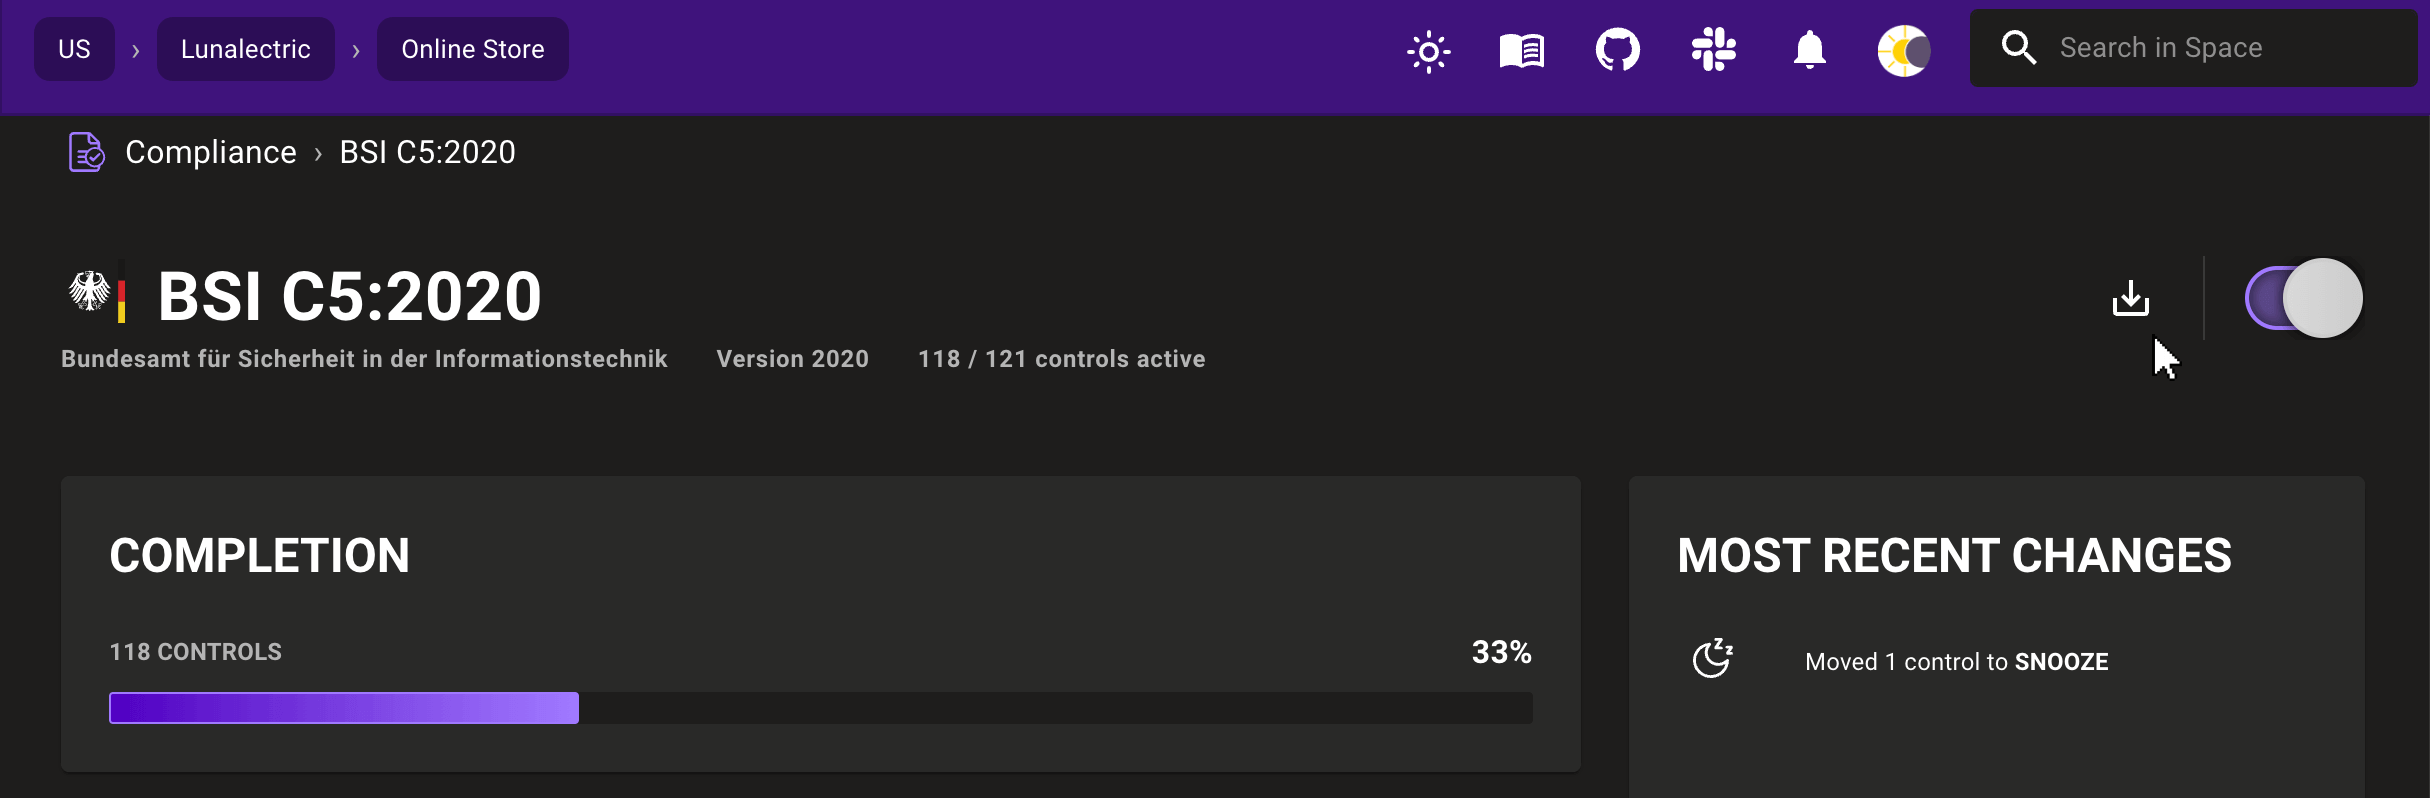 US › Lunalectric › Online Store Search in Space
Compliance › BSI C5:2020
BSI C5:2020
Bundesamt für Sicherheit in der Informationstechnik Version 2020 118 / 121 controls active
COMPLETION
118 CONTROLS 33%
MOST RECENT CHANGES
Moved 1 control to SNOOZE